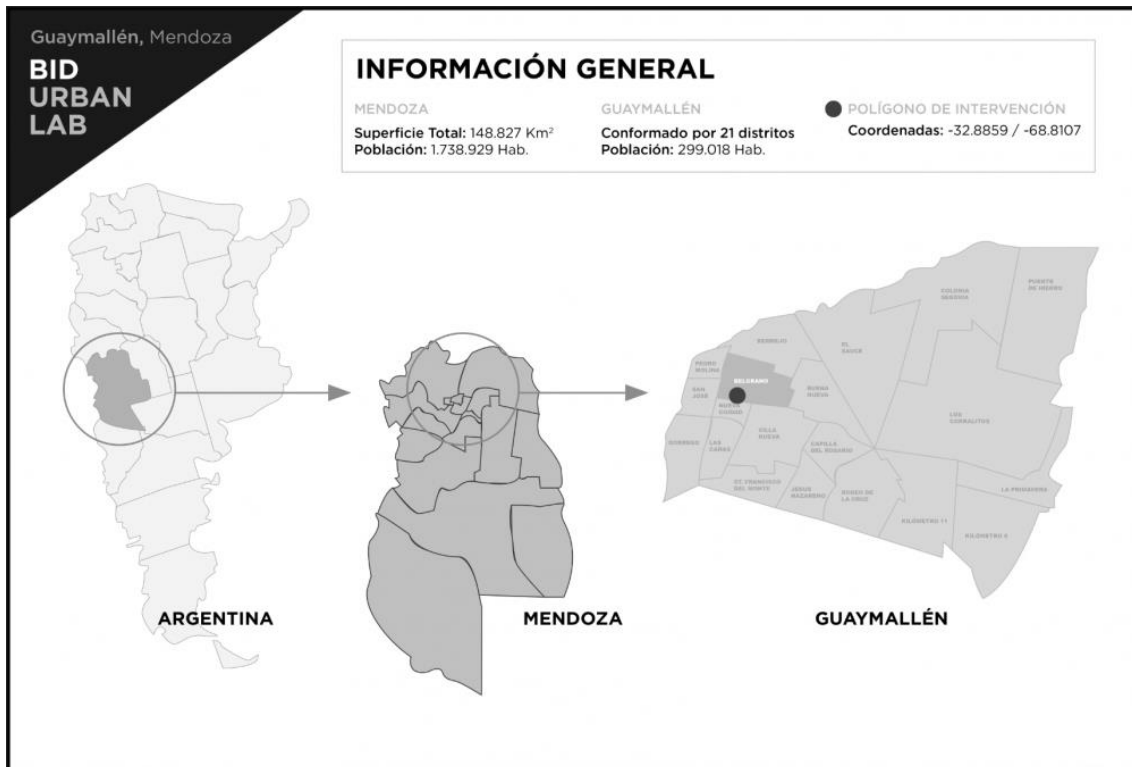 Guaymallén, Mendoza
BID
URBAN
LAB
INFORMACIÓN GENERAL
MENDOZA
Superficie Total: 148.827 Km²
Población: 1.738.929 Hab.
GUAYMALLÉN
Conformado por 21 distritos
Población: 299.018 Hab.
POLÍGONO DE INTERVENCIÓN
Coordenadas: -32.8859 / -68.8107
COLONIA
SEGOVIA
PUENTE
DE HIERRO
BERMEJO
EL
SAUCE
PEDRO
MOLINA
BELGRANO
SAN
JOSÉ
BUENA
NUEVA
NUEVA
CIUDAD
LOS
CORRALITOS
DORREGO
LAS
CAÑAS
VILLA
NUEVA
CAPILLA
DEL ROSARIO
ST. FRANCISCO
DEL MONTE
JESÚS
NAZARENO
RODEO DE
LA CRUZ
LA PRIMAVERA
KILÓMETRO 11
KILÓMETRO 8
ARGENTINA
MENDOZA
GUAYMALLÉN